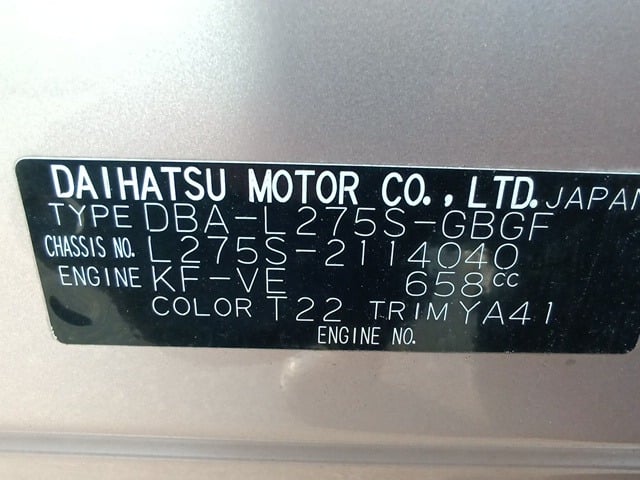 DAIHATSU MOTOR CO., LTD. JAPAN
TYPE DBA-L275S-GBGF
CHASSIS NO. L275S-2114040
ENGINE KF-VE 658CC
COLOR T22 TRIM YA41
ENGINE NO.